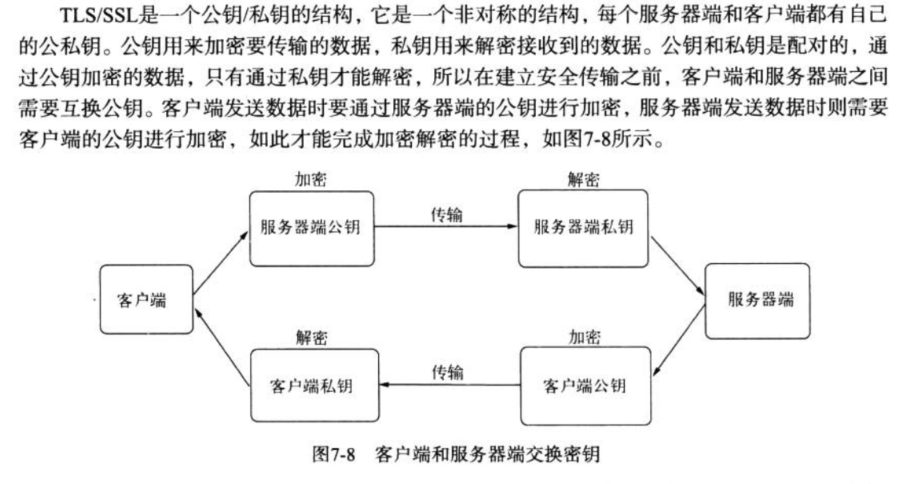 TLS/SSL是一个公钥/私钥的结构，它是一个非对称的结构，每个服务器端和客户端都有自己
的公私钥。公钥用来加密要传输的数据，私钥用来解密接收到的数据。公钥和私钥是配对的，通
过公钥加密的数据，只有通过私钥才能解密，所以在建立安全传输之前，客户端和服务器端之间
需要互换公钥。客户端发送数据时要通过服务器端的公钥进行加密，服务器端发送数据时则需要
客户端的公钥进行加密，如此才能完成加密解密的过程，如图7-8所示。
加密
解密
服务器端公钥
传输
服务器端私钥
客户端
服务器端
解密
加密
客户端私钥
传输
客户端公钥
图7-8 客户端和服务器端交换密钥